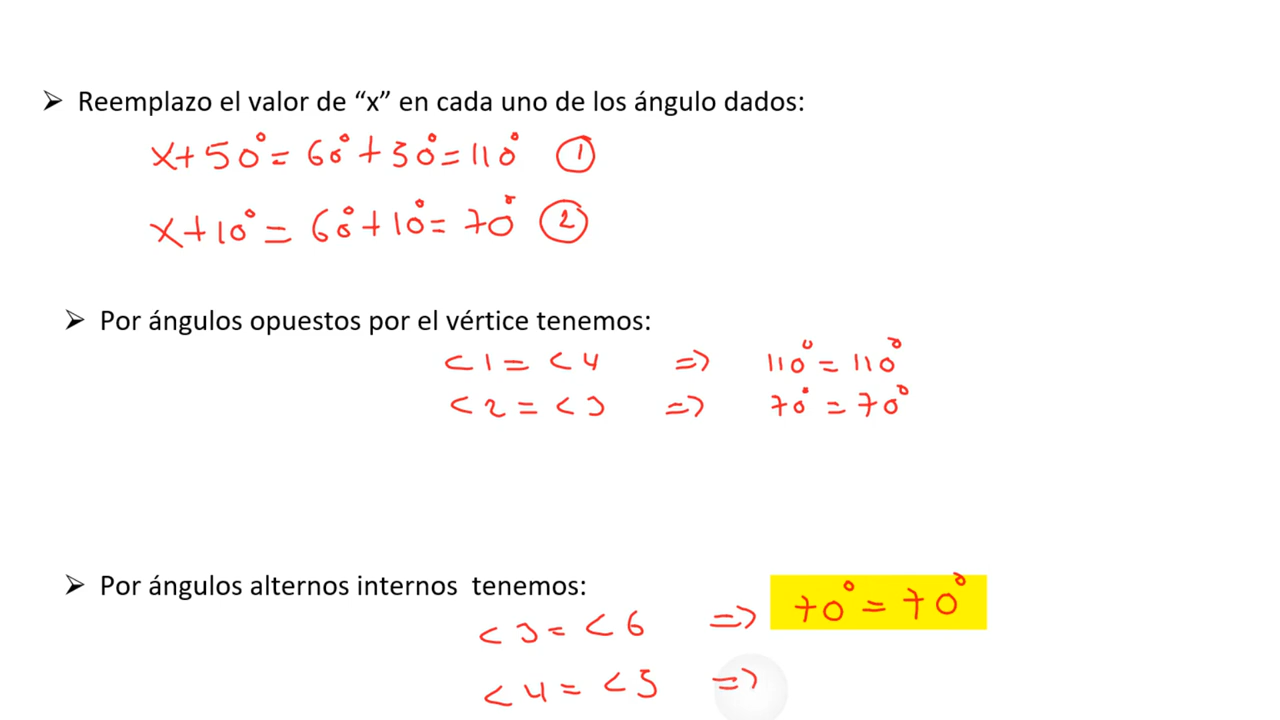 ➢ Reemplazo el valor de “x” en cada uno de los ángulo dados:
x+50°=60°+50°=110° ①
x+10°=60°+10°=70° ②
➢ Por ángulos opuestos por el vértice tenemos:
<1=<4 => 110°=110°
<2=<3 => 70°=70°
➢ Por ángulos alternos internos tenemos:
<3=<6 => 70°=70°
<4=<5 =>